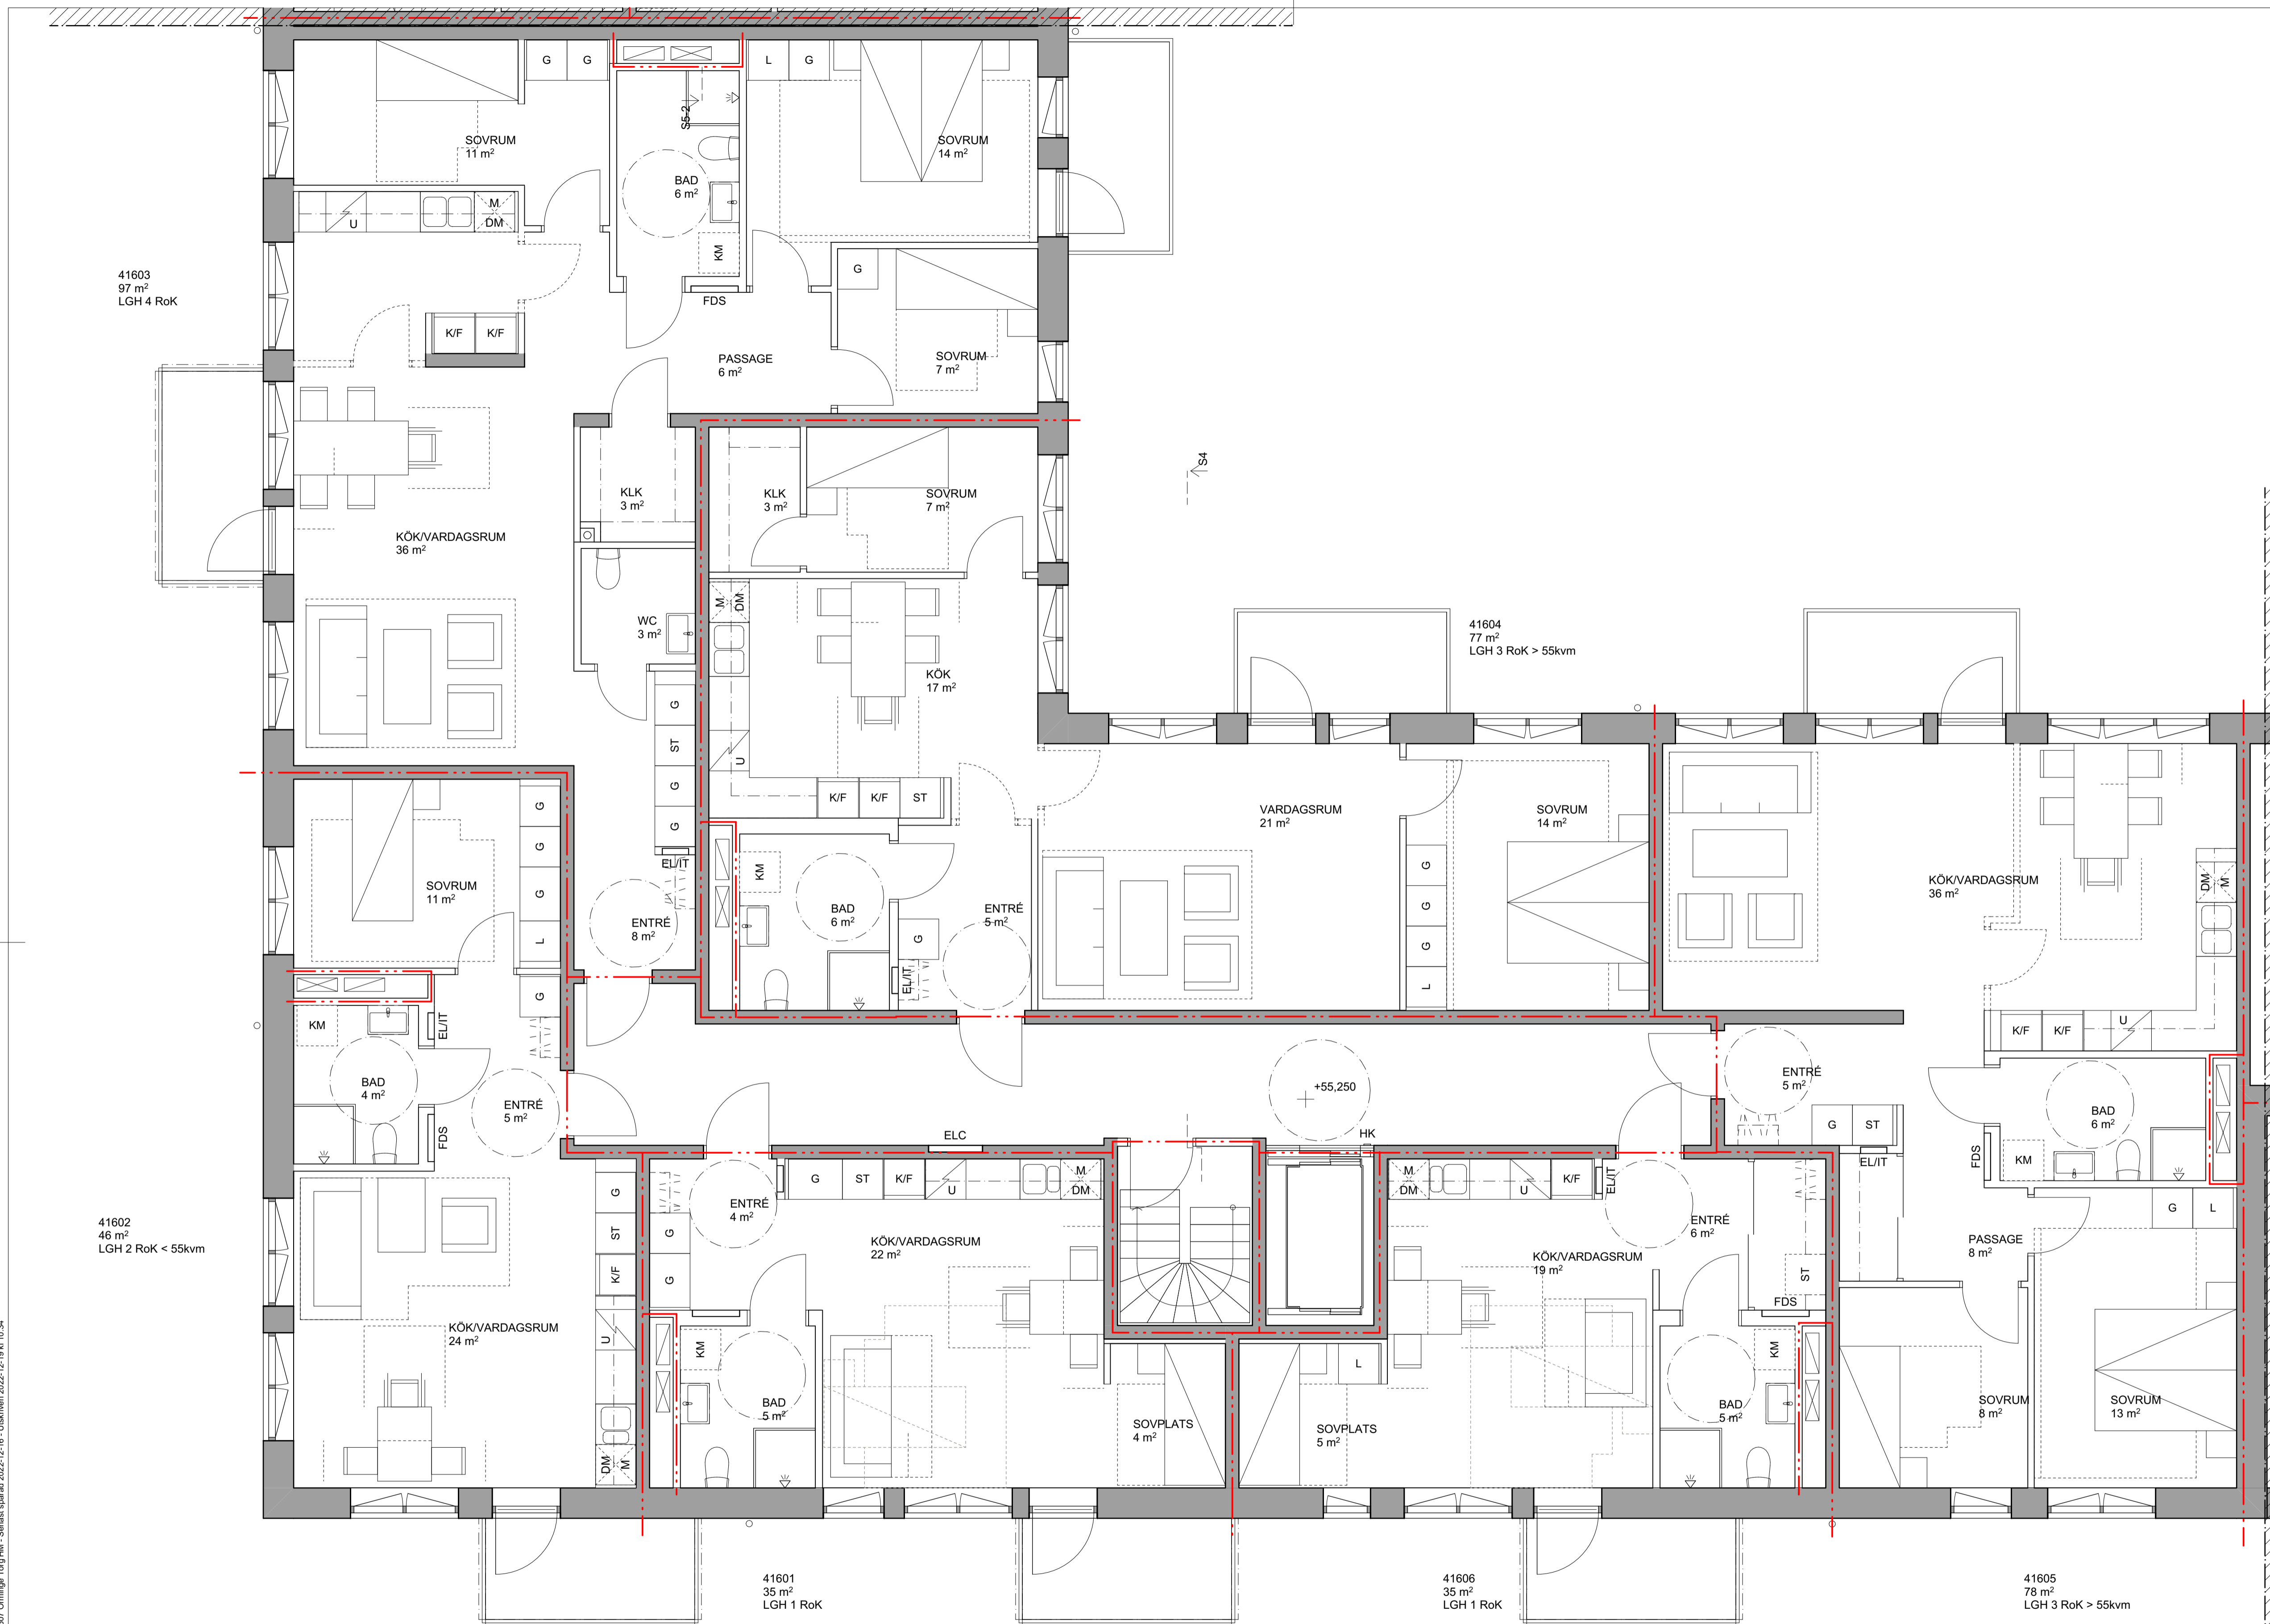 G
G
L
G
S5-2
SOVRUM
11 m²
SOVRUM
14 m²
BAD
6 m²
M
DM
U
KM
G
41603
97 m²
LGH 4 RoK
FDS
K/F
K/F
PASSAGE
6 m²
SOVRUM
7 m²
S4
KLK
3 m²
KLK
3 m²
SOVRUM
7 m²
KÖK/VARDAGSRUM
36 m²
M
DM
WC
3 m²
41604
77 m²
LGH 3 RoK > 55kvm
KÖK
17 m²
G
ST
G
G
U
K/F
K/F
ST
VARDAGSRUM
21 m²
SOVRUM
14 m²
EL/IT
KM
G
G
G
L
SOVRUM
11 m²
KÖK/VARDAGSRUM
36 m²
DM
M
G
G
G
L
BAD
6 m²
ENTRÉ
5 m²
ENTRÉ
8 m²
G
EL/IT
G
KM
EL/IT
K/F
K/F
U
BAD
4 m²
ENTRÉ
5 m²
+55,250
ENTRÉ
5 m²
BAD
6 m²
FDS
ELC
HK
G
ST
EL/IT
FDS
KM
G
ST
K/F
U
M
DM
M
DM
U
K/F
EL/IT
G
ST
K/F
ENTRÉ
4 m²
G
G
G
L
41602
46 m²
LGH 2 RoK < 55kvm
KÖK/VARDAGSRUM
22 m²
ENTRÉ
6 m²
KÖK/VARDAGSRUM
19 m²
PASSAGE
8 m²
ST
FDS
KÖK/VARDAGSRUM
24 m²
U
KM
KM
L
BAD
5 m²
SOVPLATS
4 m²
SOVPLATS
5 m²
BAD
5 m²
SOVRUM
8 m²
SOVRUM
13 m²
DM
M
41601
35 m²
LGH 1 RoK
41606
35 m²
LGH 1 RoK
41605
78 m²
LGH 3 RoK > 55kvm